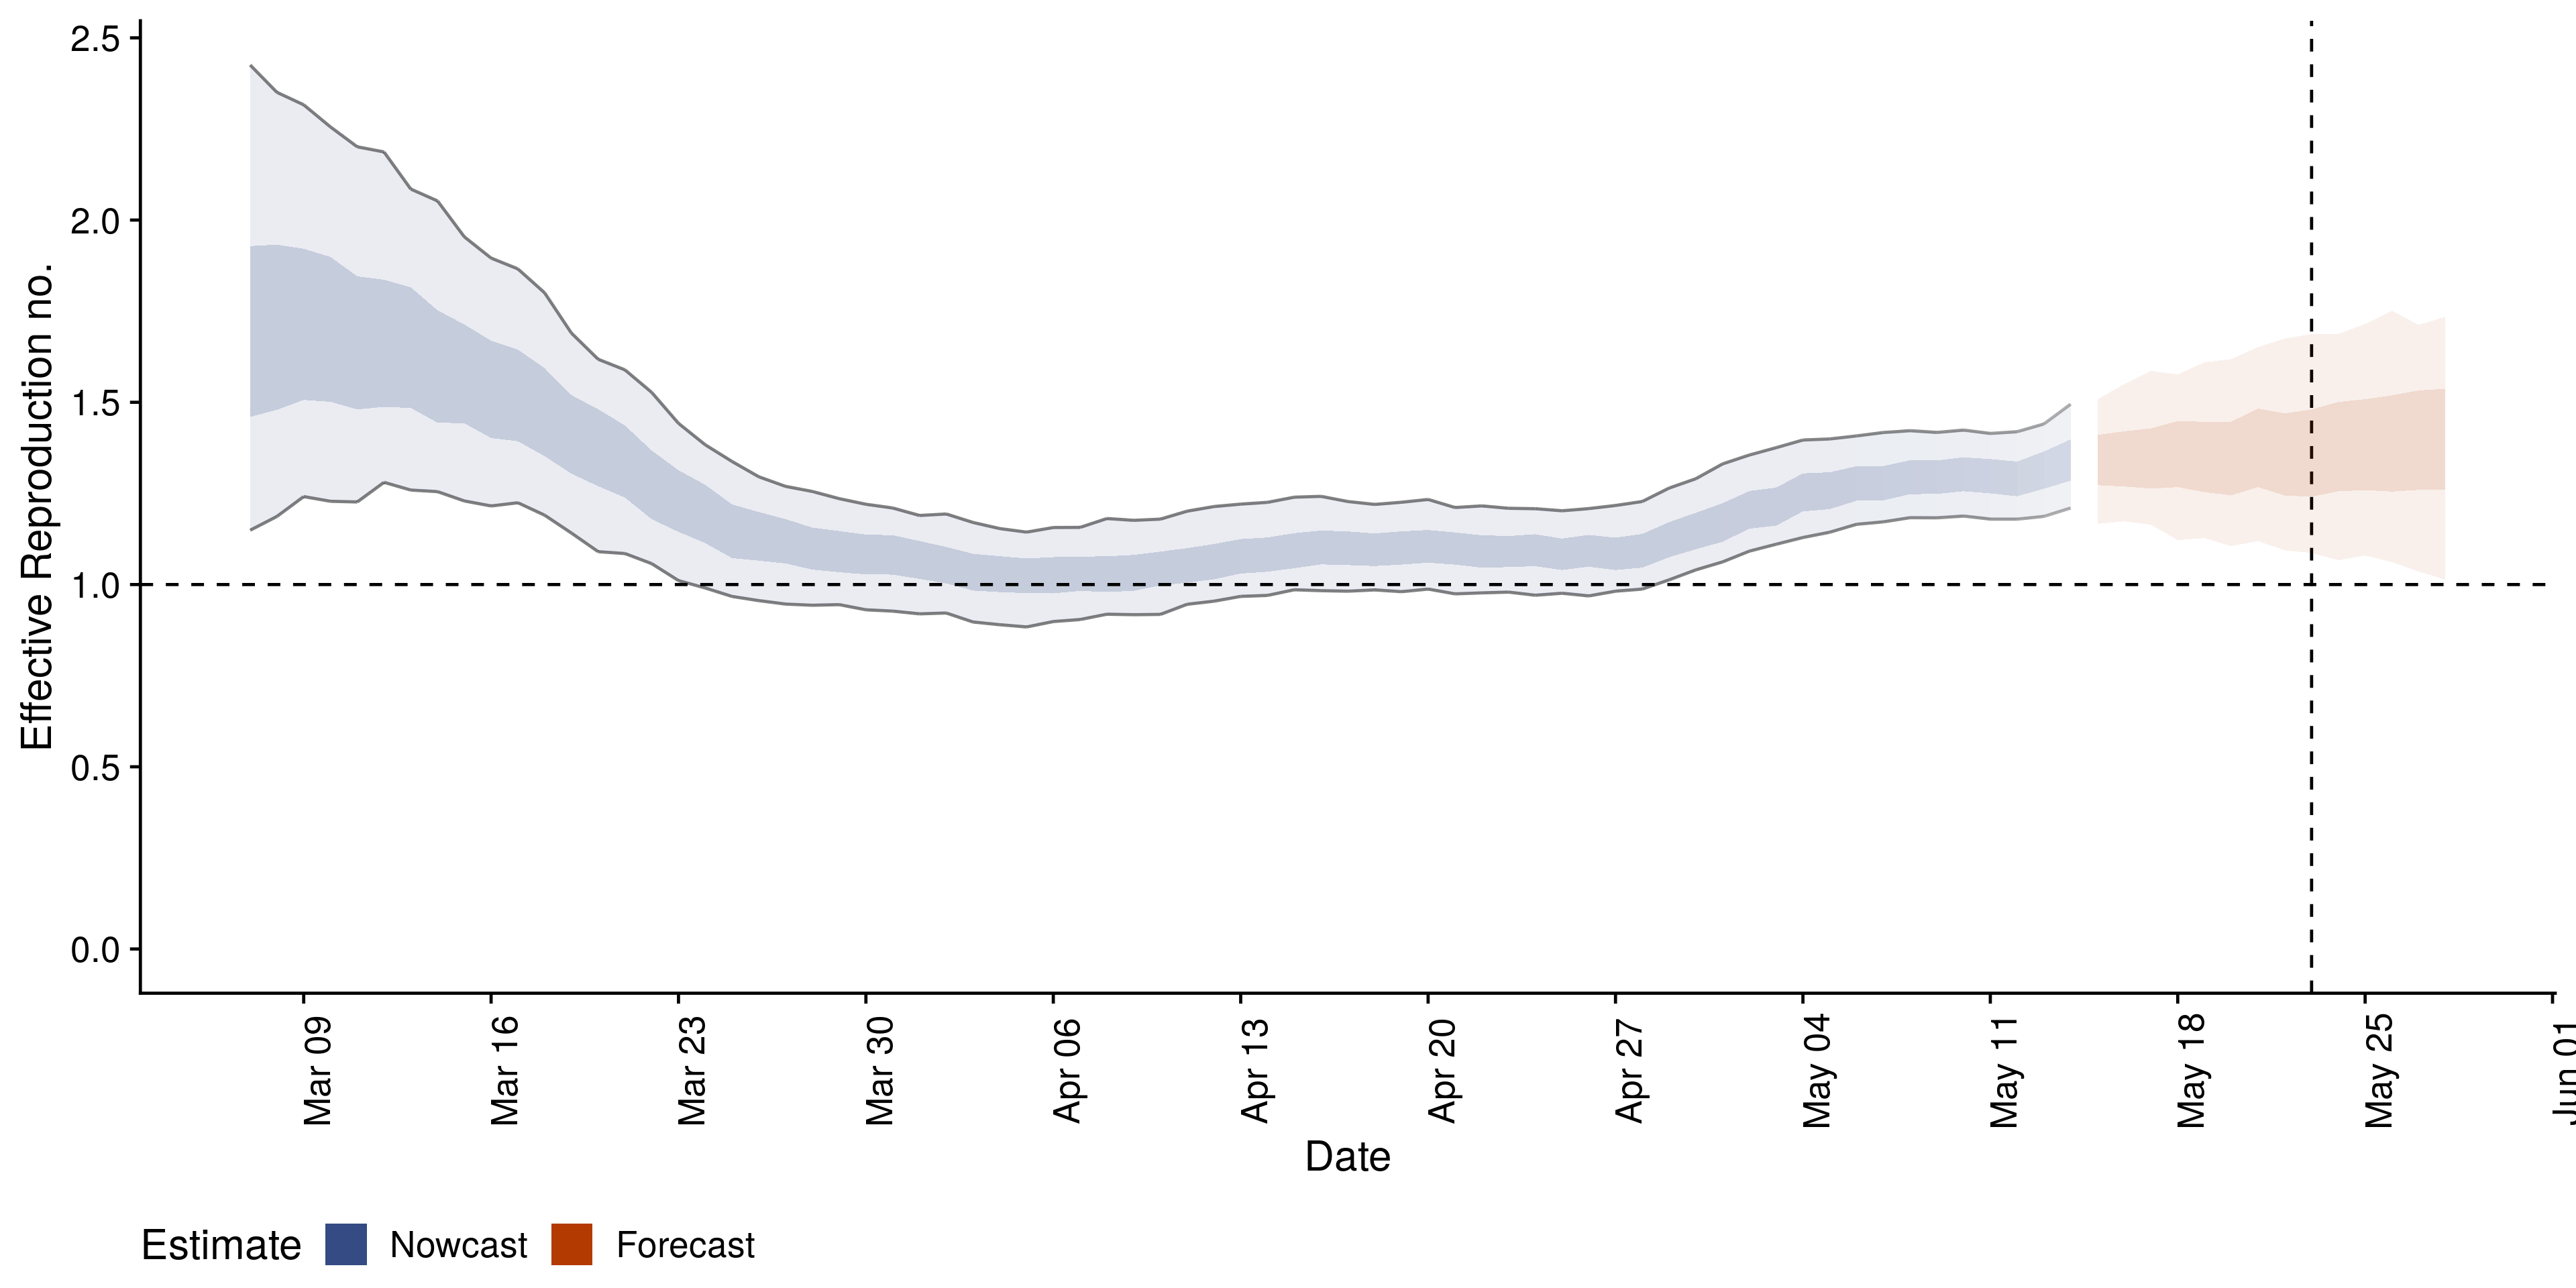 Effective Reproduction no.
2.5
2.0
1.5
1.0
0.5
0.0
Mar 09
Mar 16
Mar 23
Mar 30
Apr 06
Apr 13
Apr 20
Apr 27
May 04
May 11
May 18
May 25
Jun 01
Date
Estimate Nowcast Forecast